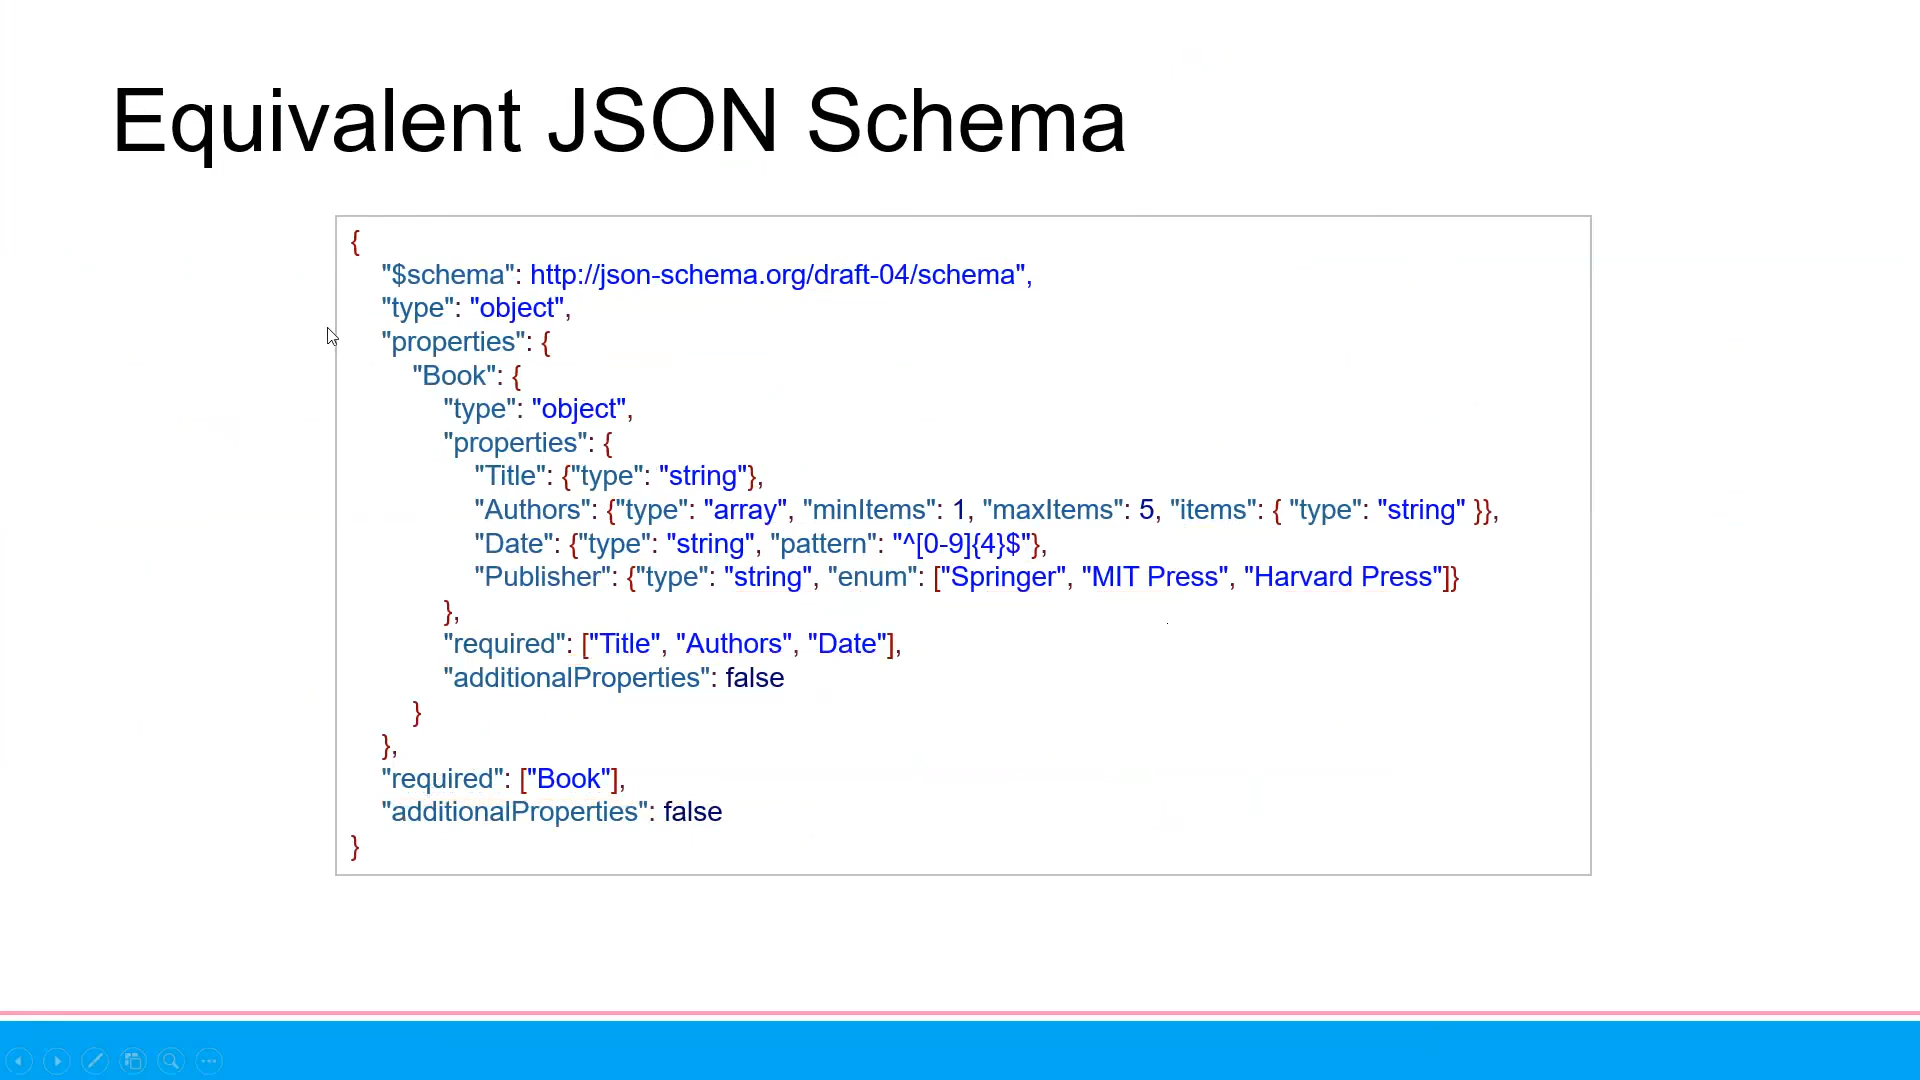 Equivalent JSON Schema
{
"$schema": http://json-schema.org/draft-04/schema",
"type": "object",
"properties": {
"Book": {
"type": "object",
"properties": {
"Title": {"type": "string"},
"Authors": {"type": "array", "minItems": 1, "maxItems": 5, "items": { "type": "string" }},
"Date": {"type": "string", "pattern": "^[0-9]{4}$"},
"Publisher": {"type": "string", "enum": ["Springer", "MIT Press", "Harvard Press"]}
},
"required": ["Title", "Authors", "Date"],
"additionalProperties": false
}
},
"required": ["Book"],
"additionalProperties": false
}